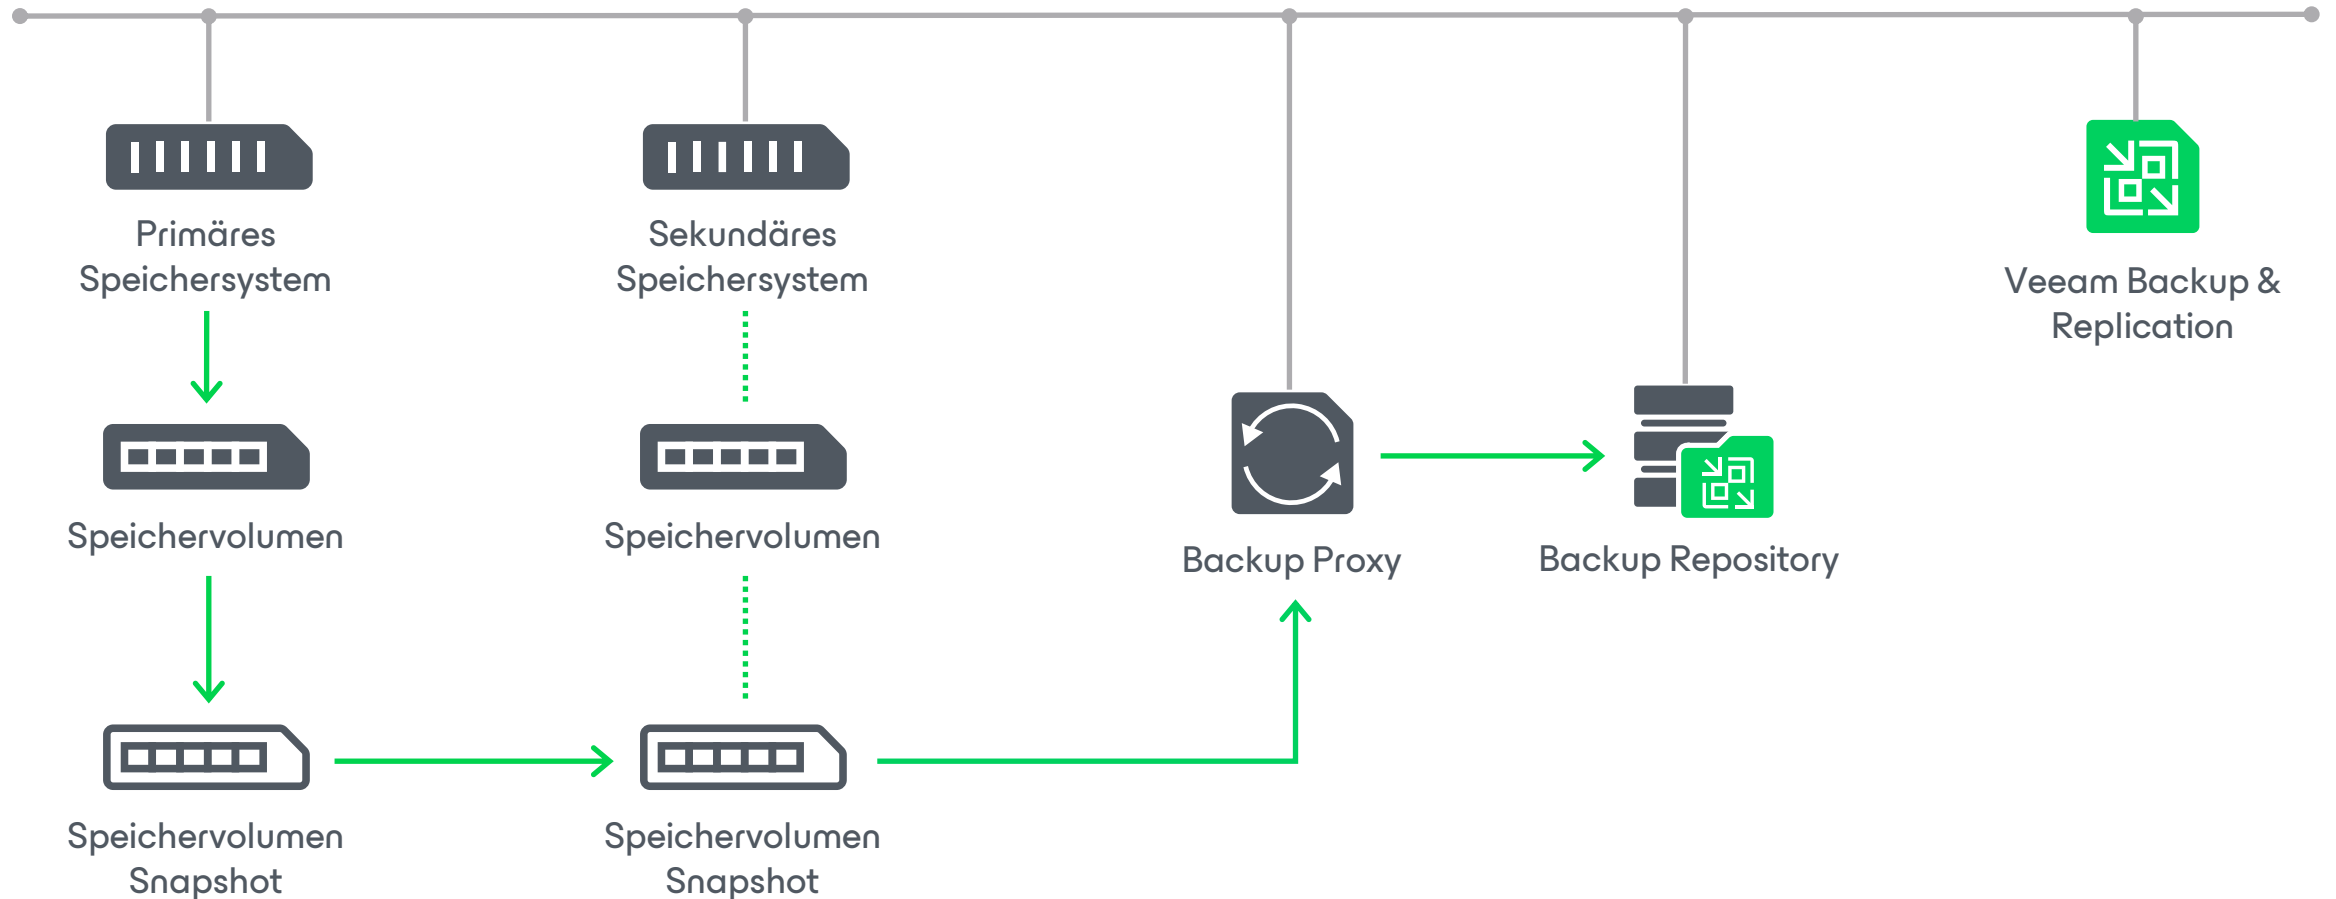 Primäres
Speichersystem
Sekundäres
Speichersystem
Veeam Backup &
Replication
Speichervolumen
Speichervolumen
Backup Proxy
Backup Repository
Speichervolumen
Snapshot
Speichervolumen
Snapshot